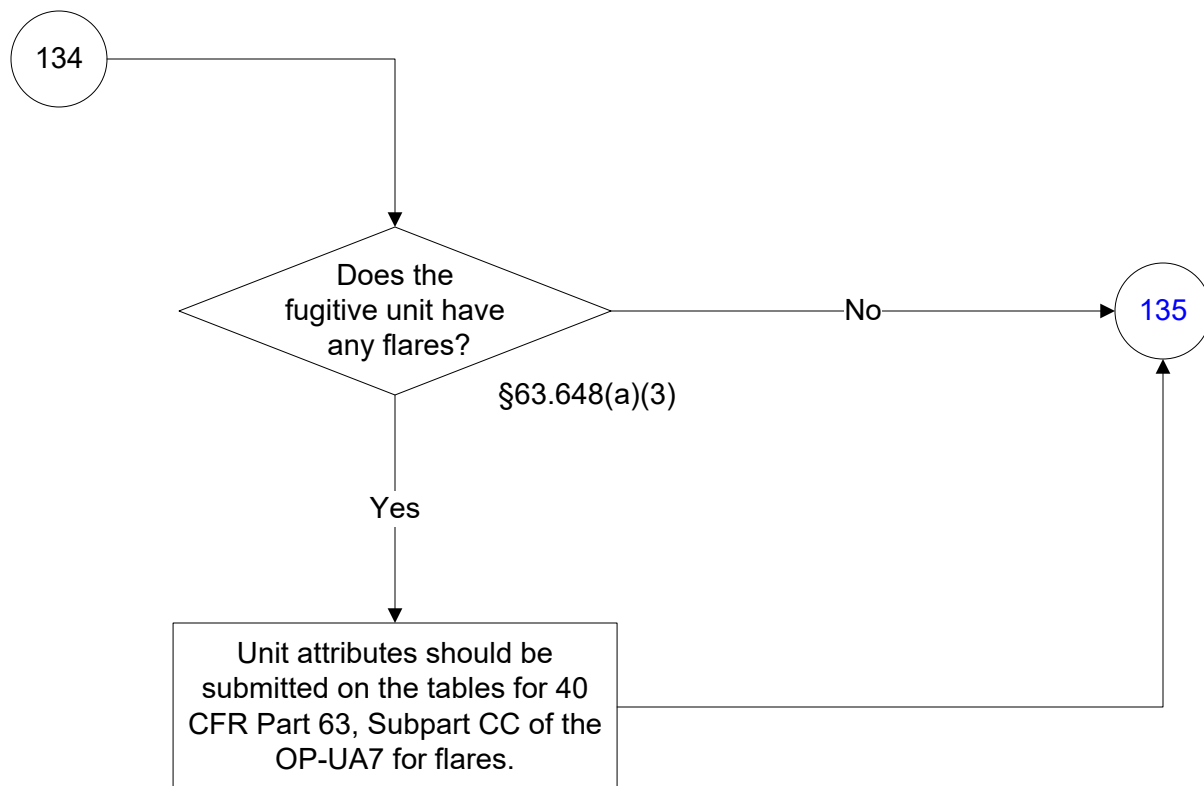 134
Does the
fugitive unit have
any flares?
No
135
§63.648(a)(3)
Yes
Unit attributes should be
submitted on the tables for 40
CFR Part 63, Subpart CC of the
OP-UA7 for flares.